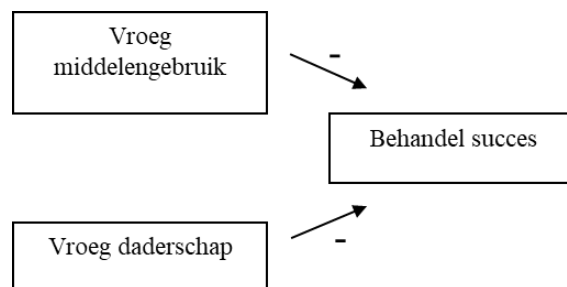 Vroeg
middelengebruik
-
Behandel succes
Vroeg daderschap
-